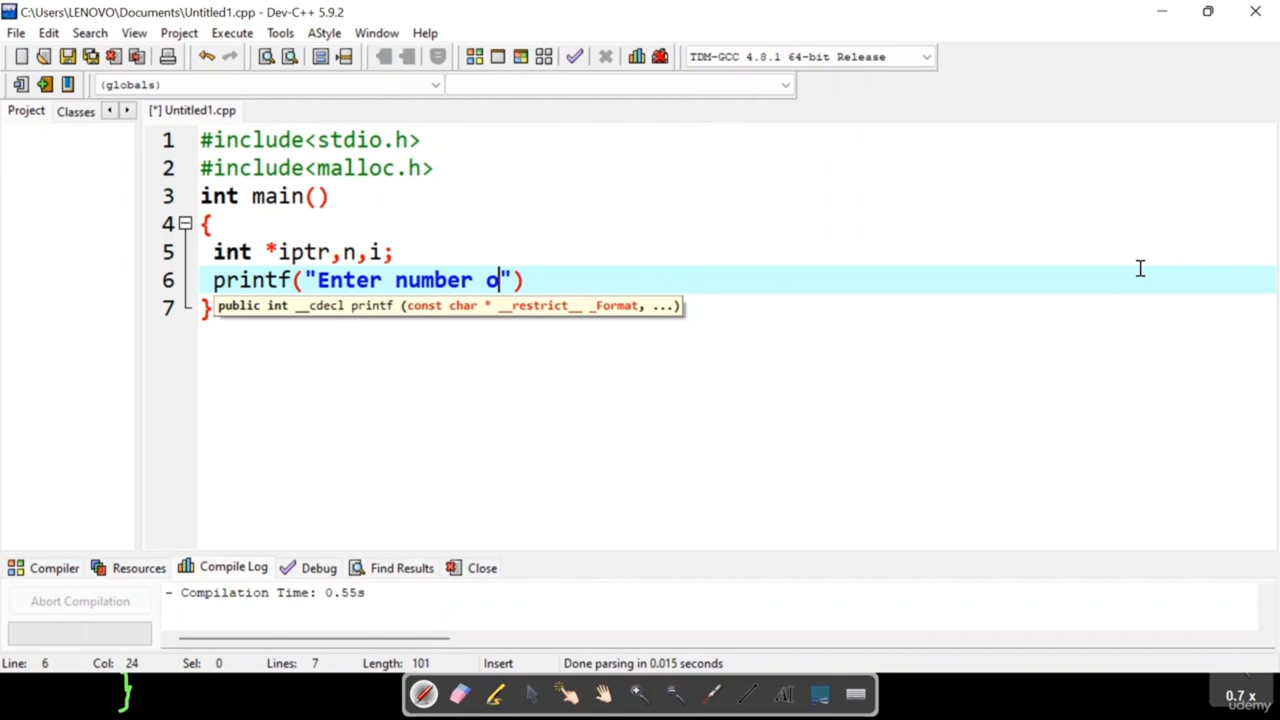 C:\Users\LENOVO\Documents\Untitled1.cpp - Dev-C++ 5.9.2
File Edit Search View Project Execute Tools AStyle Window Help
TDM-GCC 4.8.1 64-bit Release
(globals)
Project Classes [*] Untitled1.cpp
1 #include<stdio.h>
2 #include<malloc.h>
3 int main()
4 {
5 int *iptr,n,i;
6 printf("Enter number o")
7 }
public int __cdecl printf (const char * __restrict__ _Format, ...)
Compiler Resources Compile Log Debug Find Results Close
Abort Compilation
- Compilation Time: 0.55s
Line: 6 Col: 24 Sel: 0 Lines: 7 Length: 101 Insert Done parsing in 0.015 seconds
}
AI
0.7 x
udemy